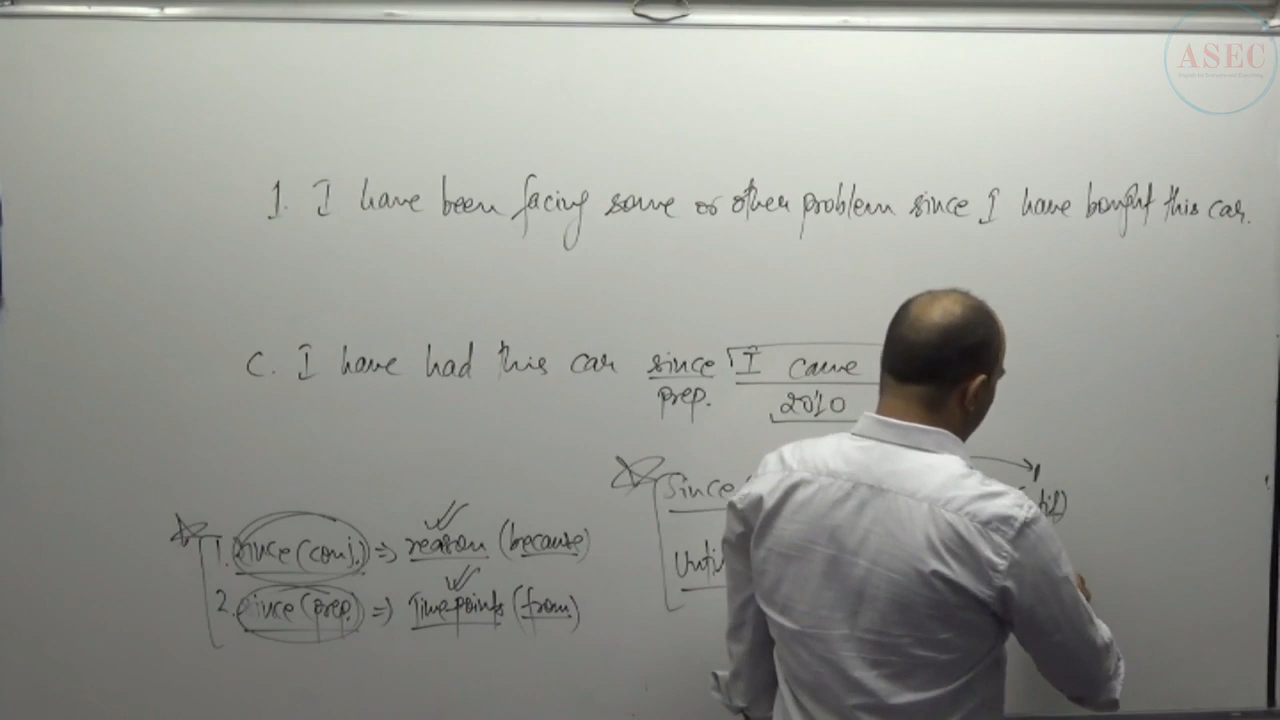 ASEC
1. I have been facing some or other problem since I have bought this car.
C. I have had this car since I came
prep. 2010
Since
1. since (conj.) => reason (because)
2. since (prep.) => Time points (from)